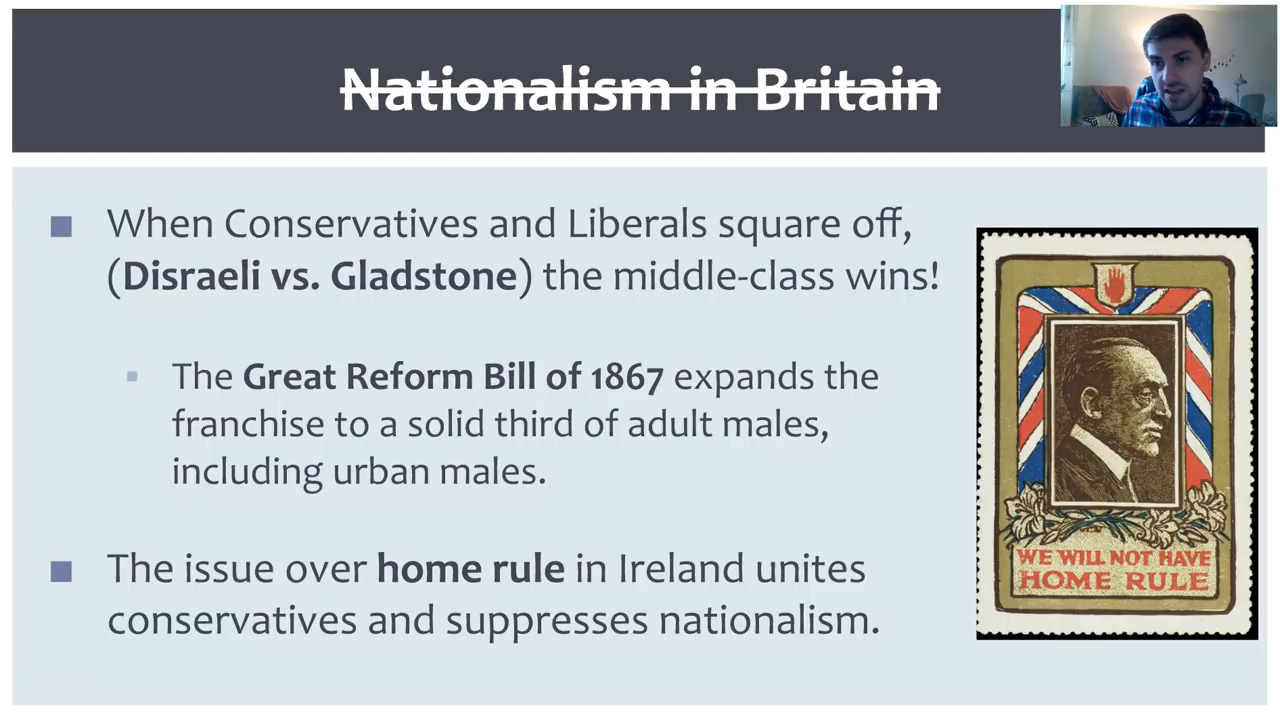 Nationalism in Britain
When Conservatives and Liberals square off,
(Disraeli vs. Gladstone) the middle-class wins!
The Great Reform Bill of 1867 expands the
franchise to a solid third of adult males,
including urban males.
The issue over home rule in Ireland unites
conservatives and suppresses nationalism.
WE WILL NOT HAVE
HOME RULE